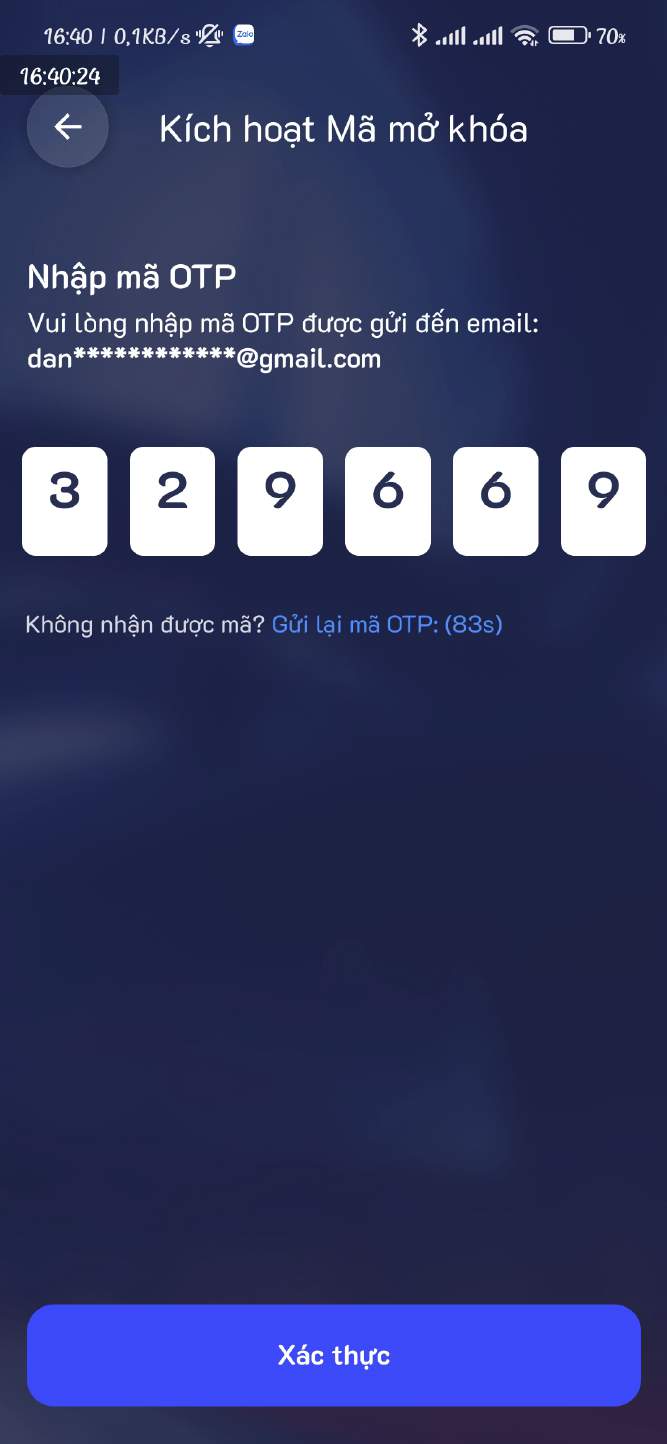 16:40 | 0,1KB/s Zalo 70%
16:40:24
Kích hoạt Mã mở khóa
Nhập mã OTP
Vui lòng nhập mã OTP được gửi đến email:
dan************@gmail.com
3 2 9 6 6 9
Không nhận được mã? Gửi lại mã OTP: (83s)
Xác thực